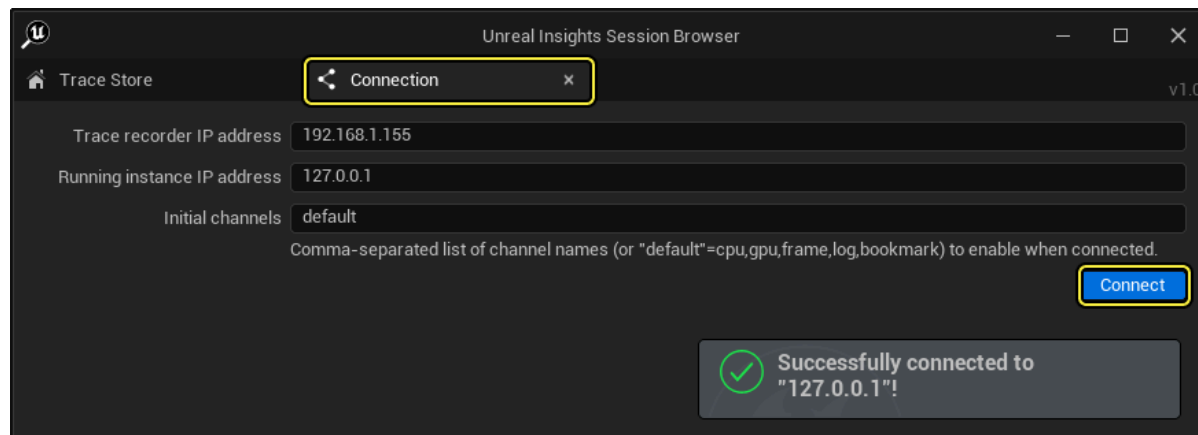 Unreal Insights Session Browser
Trace Store
Connection
v1.0
Trace recorder IP address 192.168.1.155
Running instance IP address 127.0.0.1
Initial channels default
Comma-separated list of channel names (or "default"=cpu,gpu,frame,log,bookmark) to enable when connected.
Connect
Successfully connected to
"127.0.0.1"!